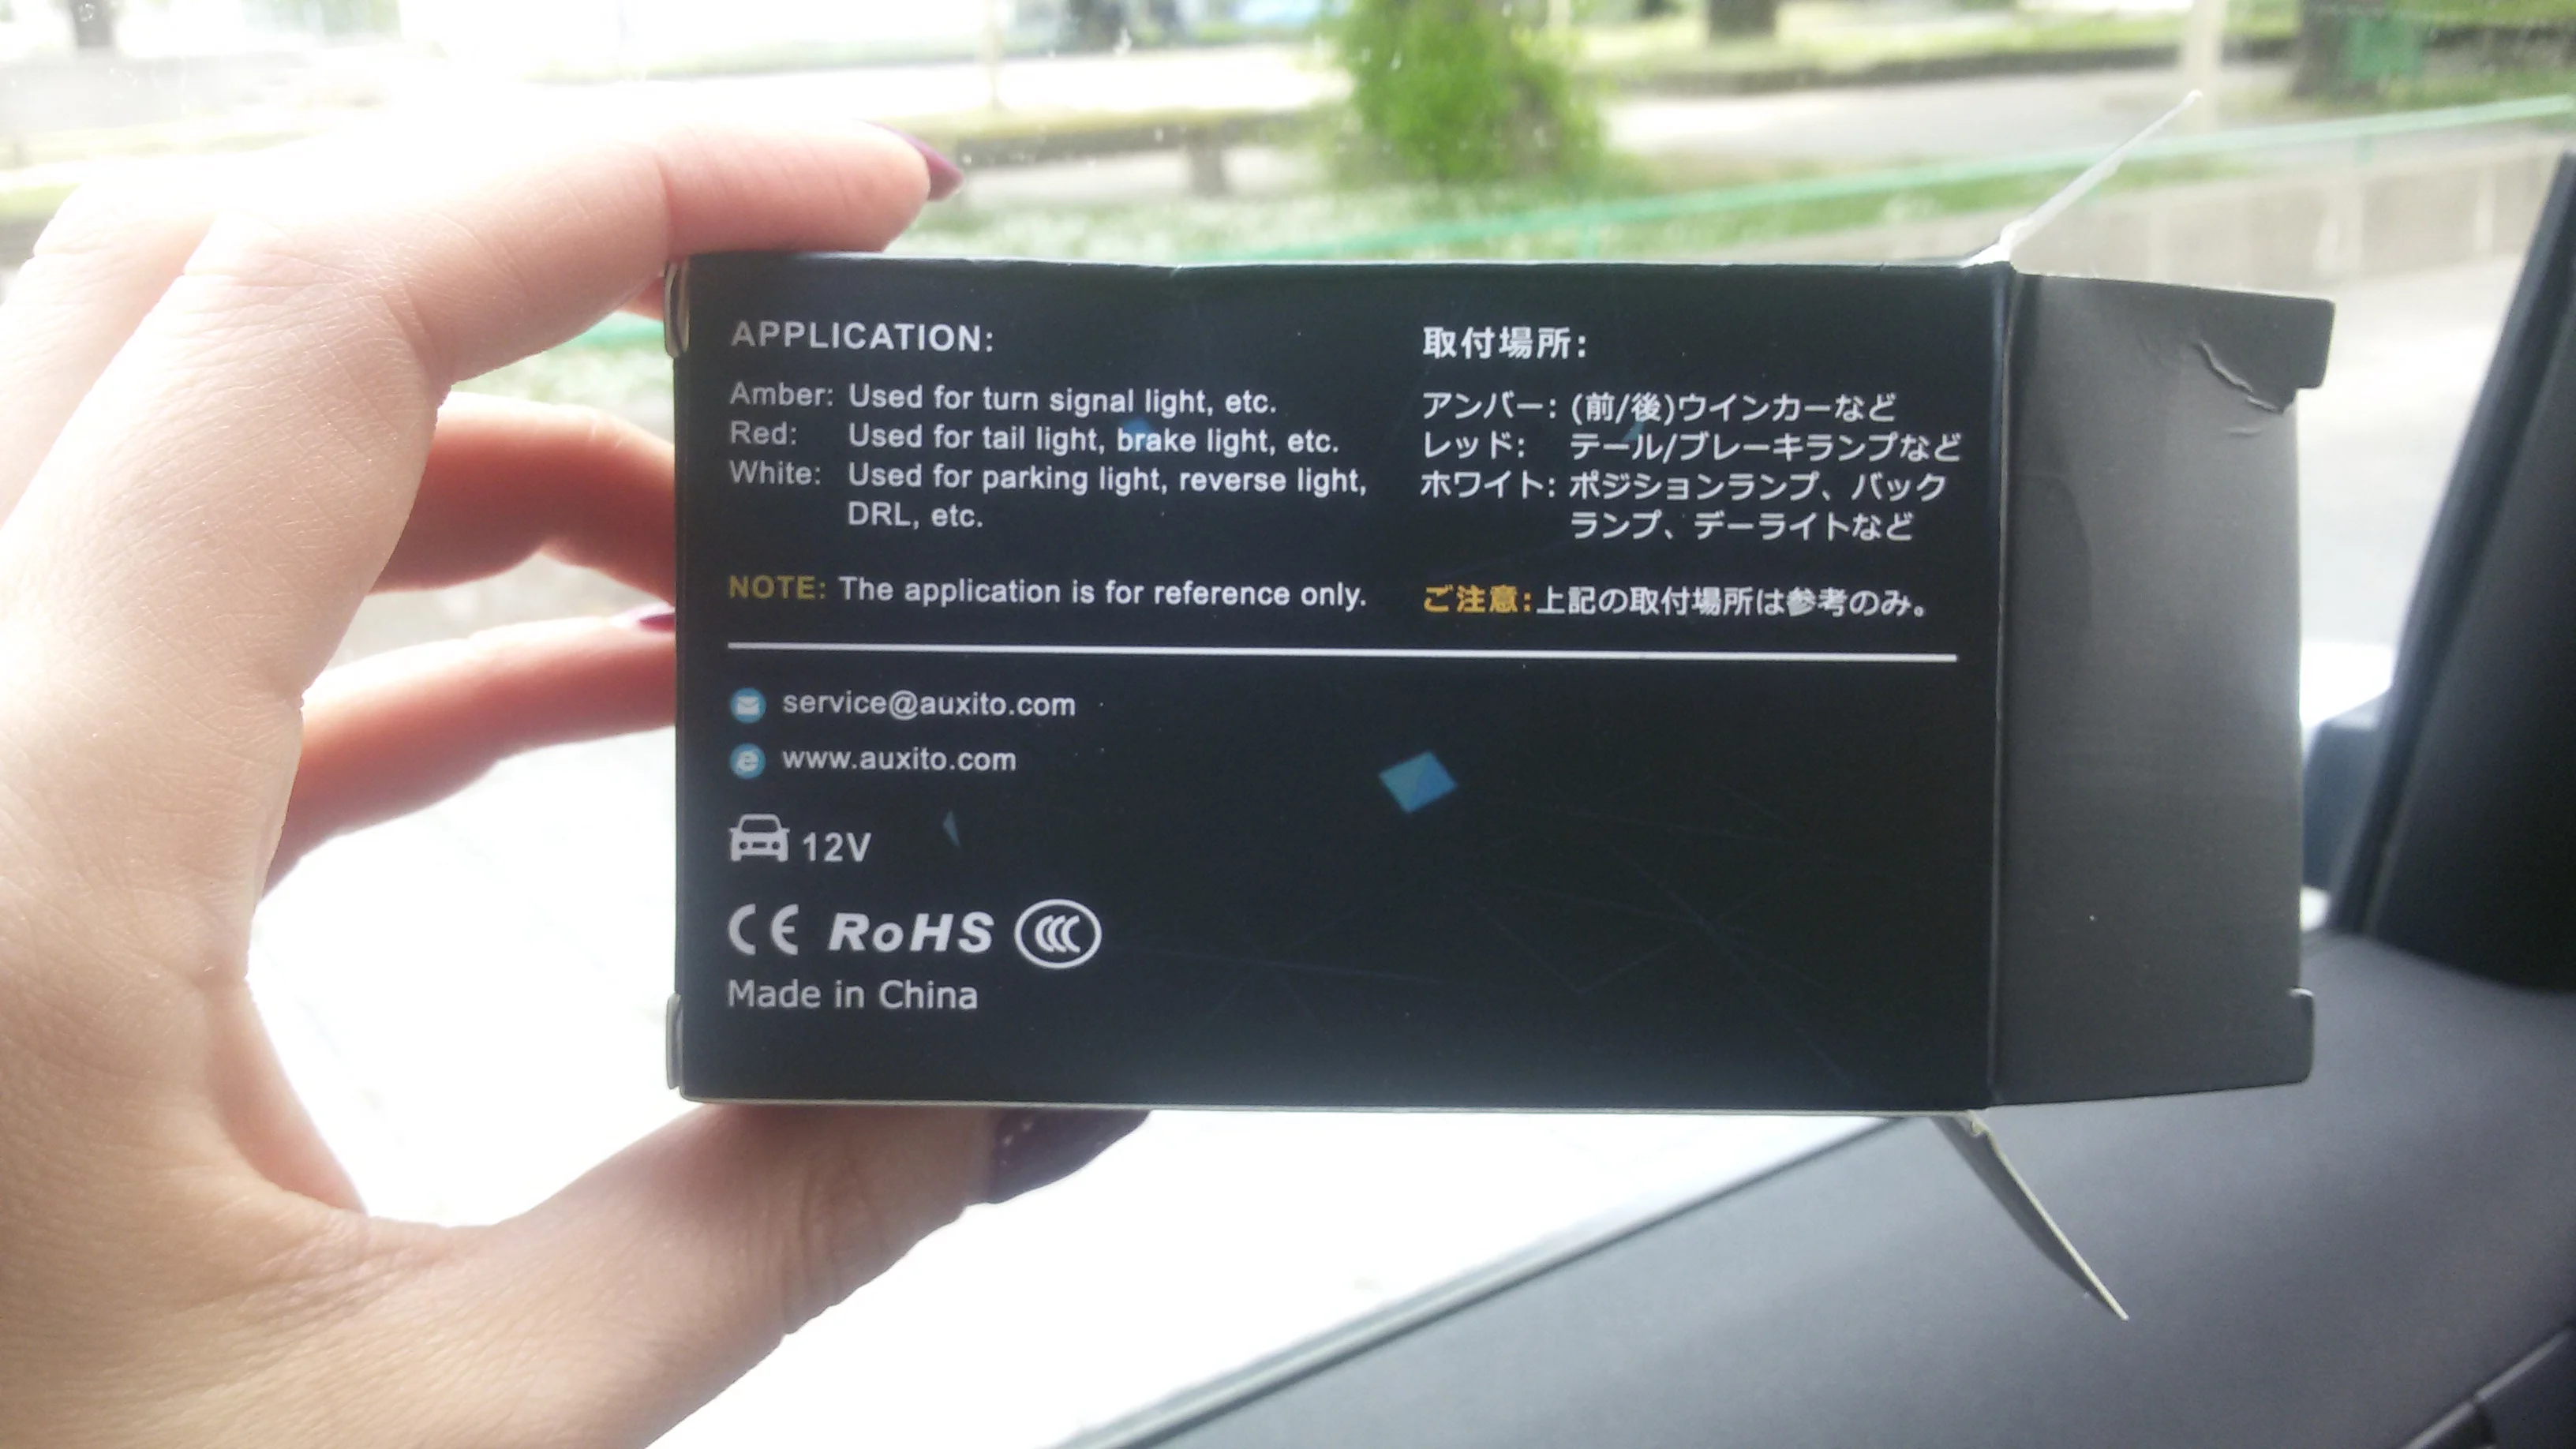 APPLICATION:
Amber: Used for turn signal light, etc.
Red: Used for tail light, brake light, etc.
White: Used for parking light, reverse light,
DRL, etc.
NOTE: The application is for reference only.
取付場所:
アンバー: (前/後)ウインカーなど
レッド: テール/ブレーキランプなど
ホワイト: ポジションランプ、バック
ランプ、デーライトなど
ご注意:上記の取付場所は参考のみ。
service@auxito.com
www.auxito.com
12V
CE RoHS CCC
Made in China